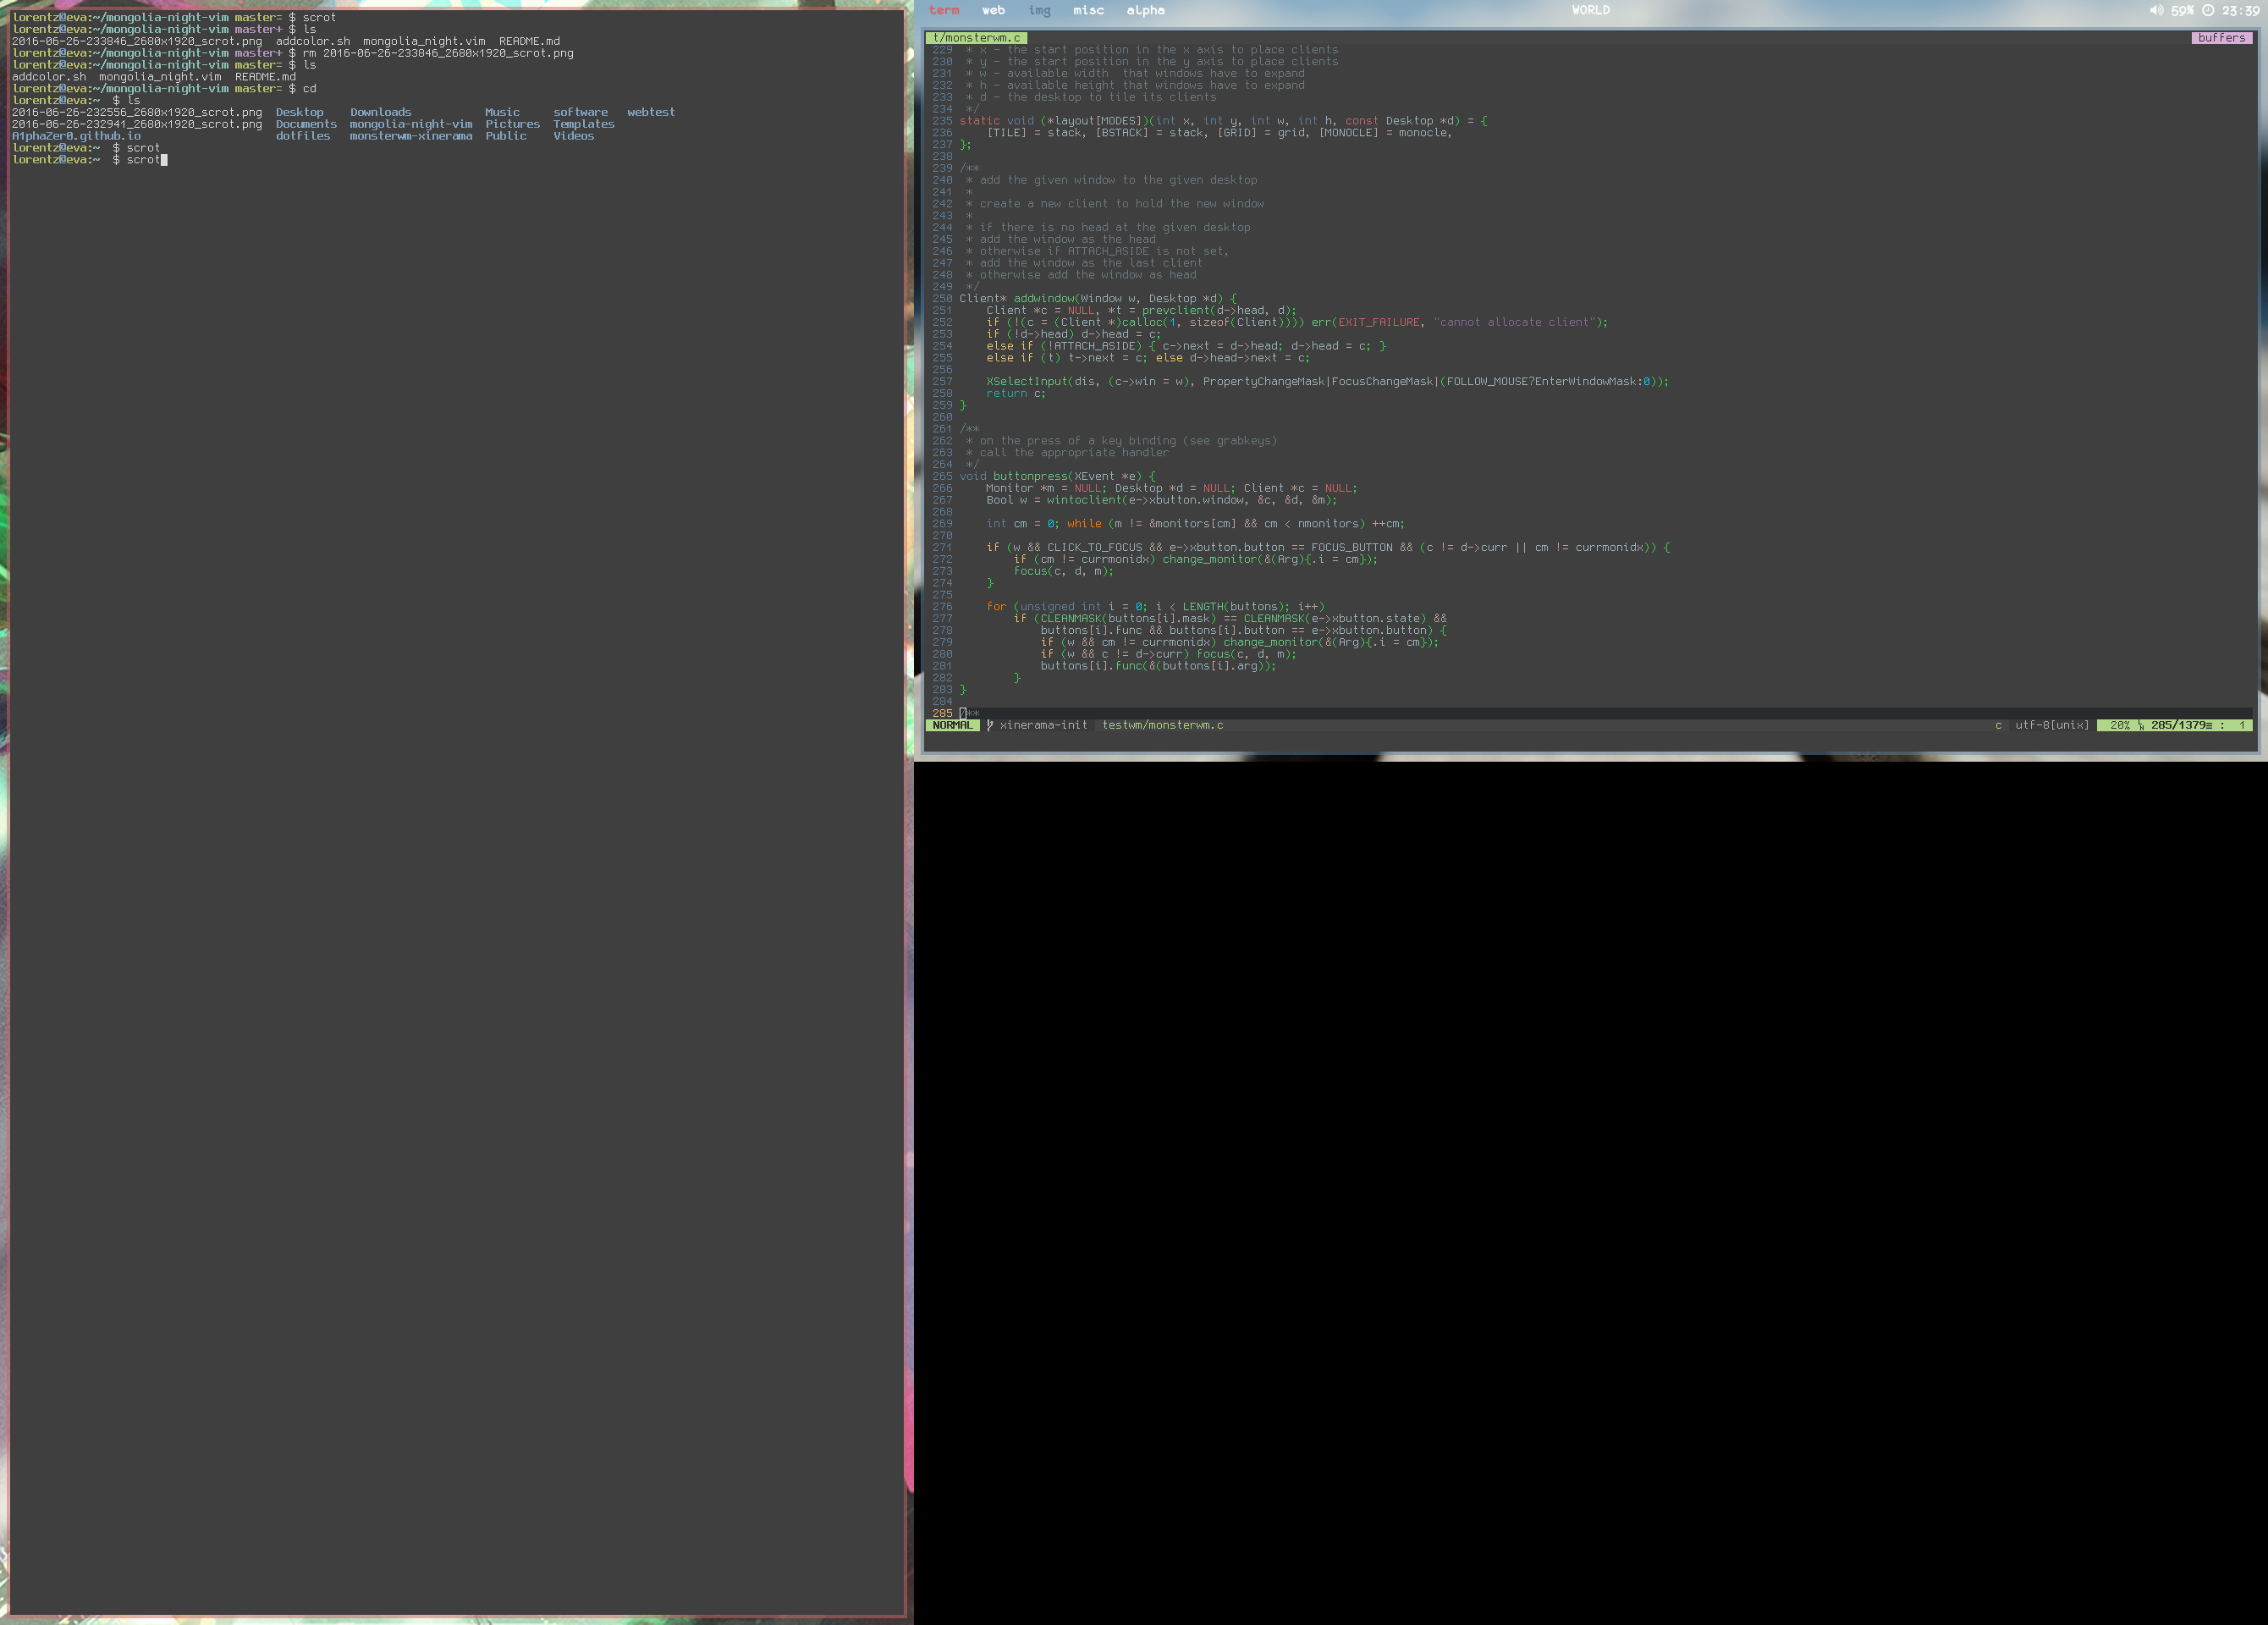 lorentz@eva:~/mongolia-night-vim master= $ scrot
lorentz@eva:~/mongolia-night-vim master+ $ ls
2016-06-26-233846_2680x1920_scrot.png  addcolor.sh  mongolia_night.vim  README.md
lorentz@eva:~/mongolia-night-vim master+ $ rm 2016-06-26-233846_2680x1920_scrot.png
lorentz@eva:~/mongolia-night-vim master= $ ls
addcolor.sh  mongolia_night.vim  README.md
lorentz@eva:~/mongolia-night-vim master= $ cd
lorentz@eva:~  $ ls
2016-06-26-232556_2680x1920_scrot.png  Desktop    Downloads           Music     software   webtest
2016-06-26-232941_2680x1920_scrot.png  Documents  mongolia-night-vim  Pictures  Templates
A1phaZer0.github.io                    dotfiles   monsterwm-xinerama  Public    Videos
lorentz@eva:~  $ scrot
lorentz@eva:~  $ scrot
term web img misc alpha WORLD 59% 23:39
t/monsterwm.c buffers
229  * x - the start position in the x axis to place clients
230  * y - the start position in the y axis to place clients
231  * w - available width  that windows have to expand
232  * h - available height that windows have to expand
233  * d - the desktop to tile its clients
234  */
235 static void (*layout[MODES])(int x, int y, int w, int h, const Desktop *d) = {
236     [TILE] = stack, [BSTACK] = stack, [GRID] = grid, [MONOCLE] = monocle,
237 };
238
239 /**
240  * add the given window to the given desktop
241  *
242  * create a new client to hold the new window
243  *
244  * if there is no head at the given desktop
245  * add the window as the head
246  * otherwise if ATTACH_ASIDE is not set,
247  * add the window as the last client
248  * otherwise add the window as head
249  */
250 Client* addwindow(Window w, Desktop *d) {
251     Client *c = NULL, *t = prevclient(d->head, d);
252     if (!(c = (Client *)calloc(1, sizeof(Client)))) err(EXIT_FAILURE, "cannot allocate client");
253     if (!d->head) d->head = c;
254     else if (!ATTACH_ASIDE) { c->next = d->head; d->head = c; }
255     else if (t) t->next = c; else d->head->next = c;
256
257     XSelectInput(dis, (c->win = w), PropertyChangeMask|FocusChangeMask|(FOLLOW_MOUSE?EnterWindowMask:0));
258     return c;
259 }
260
261 /**
262  * on the press of a key binding (see grabkeys)
263  * call the appropriate handler
264  */
265 void buttonpress(XEvent *e) {
266     Monitor *m = NULL; Desktop *d = NULL; Client *c = NULL;
267     Bool w = wintoclient(e->xbutton.window, &c, &d, &m);
268
269     int cm = 0; while (m != &monitors[cm] && cm < nmonitors) ++cm;
270
271     if (w && CLICK_TO_FOCUS && e->xbutton.button == FOCUS_BUTTON && (c != d->curr || cm != currmonidx)) {
272         if (cm != currmonidx) change_monitor(&(Arg){.i = cm});
273         focus(c, d, m);
274     }
275
276     for (unsigned int i = 0; i < LENGTH(buttons); i++)
277         if (CLEANMASK(buttons[i].mask) == CLEANMASK(e->xbutton.state) &&
278             buttons[i].func && buttons[i].button == e->xbutton.button) {
279             if (w && cm != currmonidx) change_monitor(&(Arg){.i = cm});
280             if (w && c != d->curr) focus(c, d, m);
281             buttons[i].func(&(buttons[i].arg));
282         }
283 }
284
285 /**
NORMAL xinerama-init testwm/monsterwm.c c utf-8[unix] 20% 285/1379≡ : 1